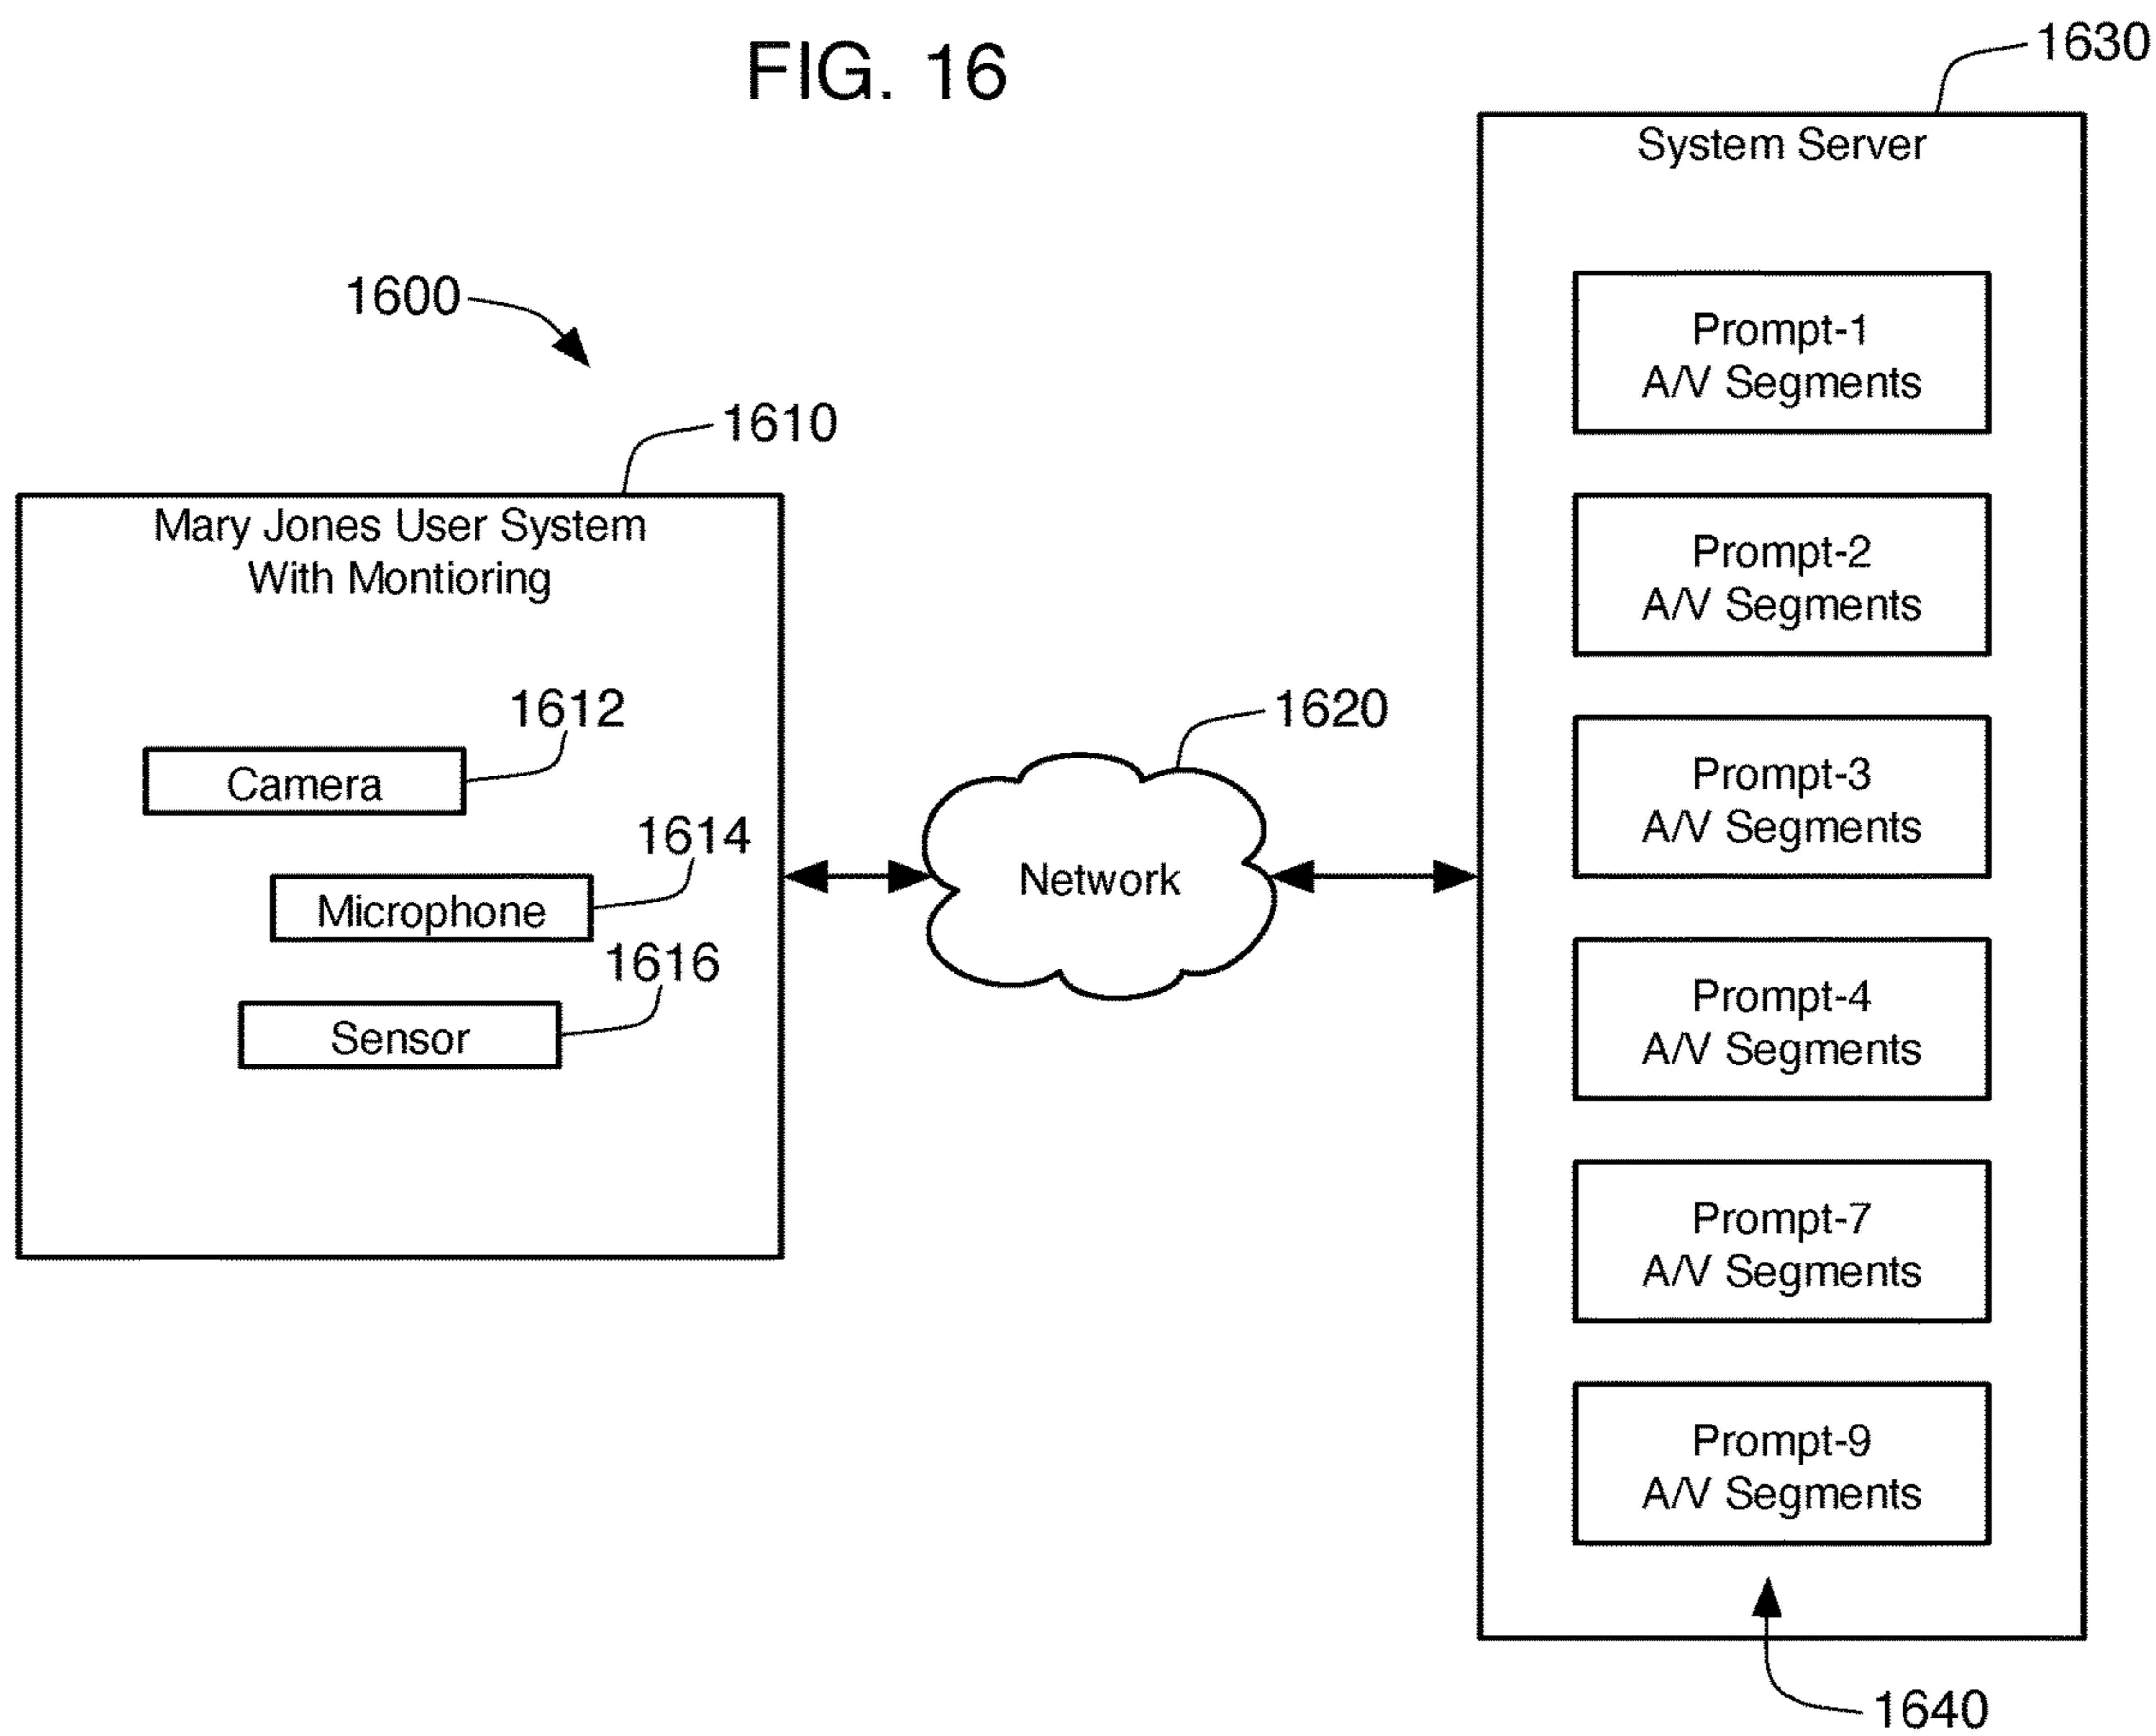 FIG. 16
1630
System Server
1600
1610
Mary Jones User System
With Montioring
1612
Camera
1614
Microphone
1616
Sensor
1620
Network
Prompt-1
A/V Segments
Prompt-2
A/V Segments
Prompt-3
A/V Segments
Prompt-4
A/V Segments
Prompt-7
A/V Segments
Prompt-9
A/V Segments
1640